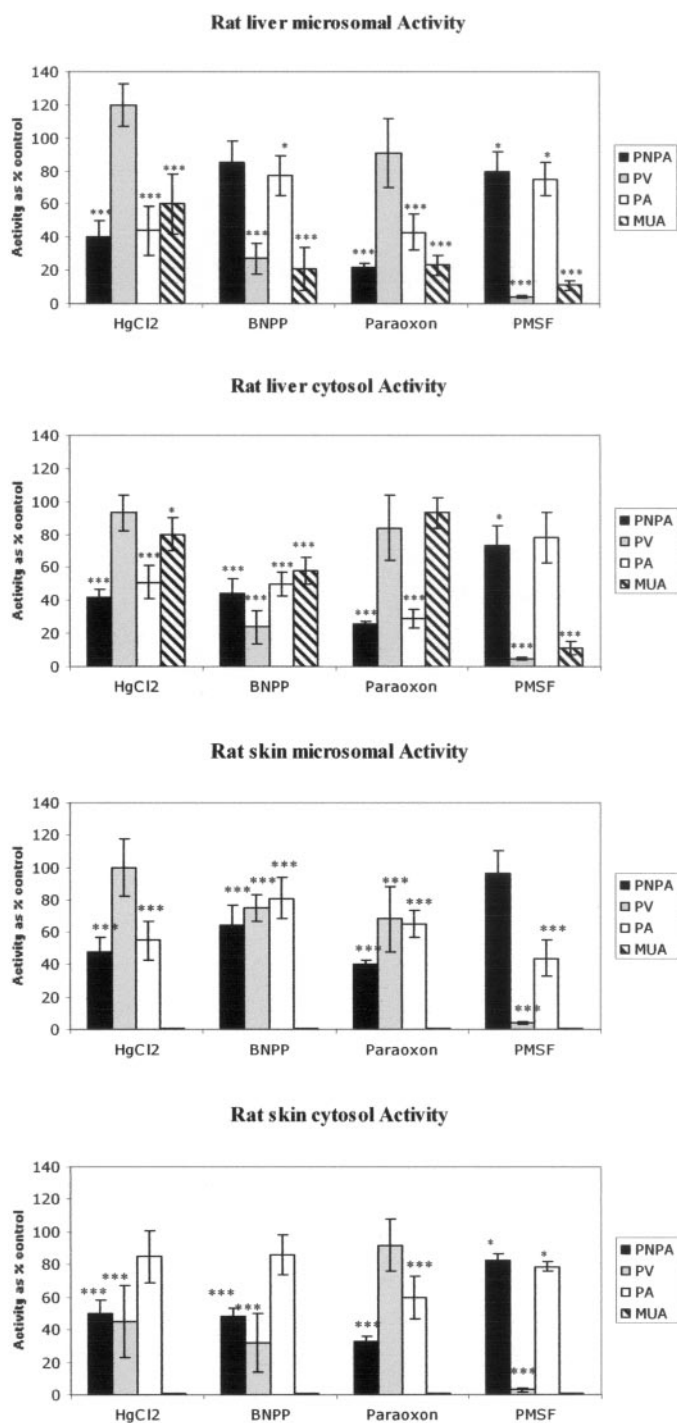 Rat liver microsomal Activity
140
120
100
80
60
40
20
0
Activity as % control
***
***
***
*
***
***
***
***
*
***
*
***
HgCl2 BNPP Paraoxon PMSF
PNPA
PV
PA
MUA
Rat liver cytosol Activity
140
120
100
80
60
40
20
0
Activity as % control
***
***
*
***
***
***
***
***
***
*
***
***
HgCl2 BNPP Paraoxon PMSF
PNPA
PV
PA
MUA
Rat skin microsomal Activity
140
120
100
80
60
40
20
0
Activity as % control
***
***
***
***
***
***
***
***
***
***
HgCl2 BNPP Paraoxon PMSF
PNPA
PV
PA
MUA
Rat skin cytosol Activity
140
120
100
80
60
40
20
0
Activity as % control
***
***
***
***
***
***
*
***
*
HgCl2 BNPP Paraoxon PMSF
PNPA
PV
PA
MUA